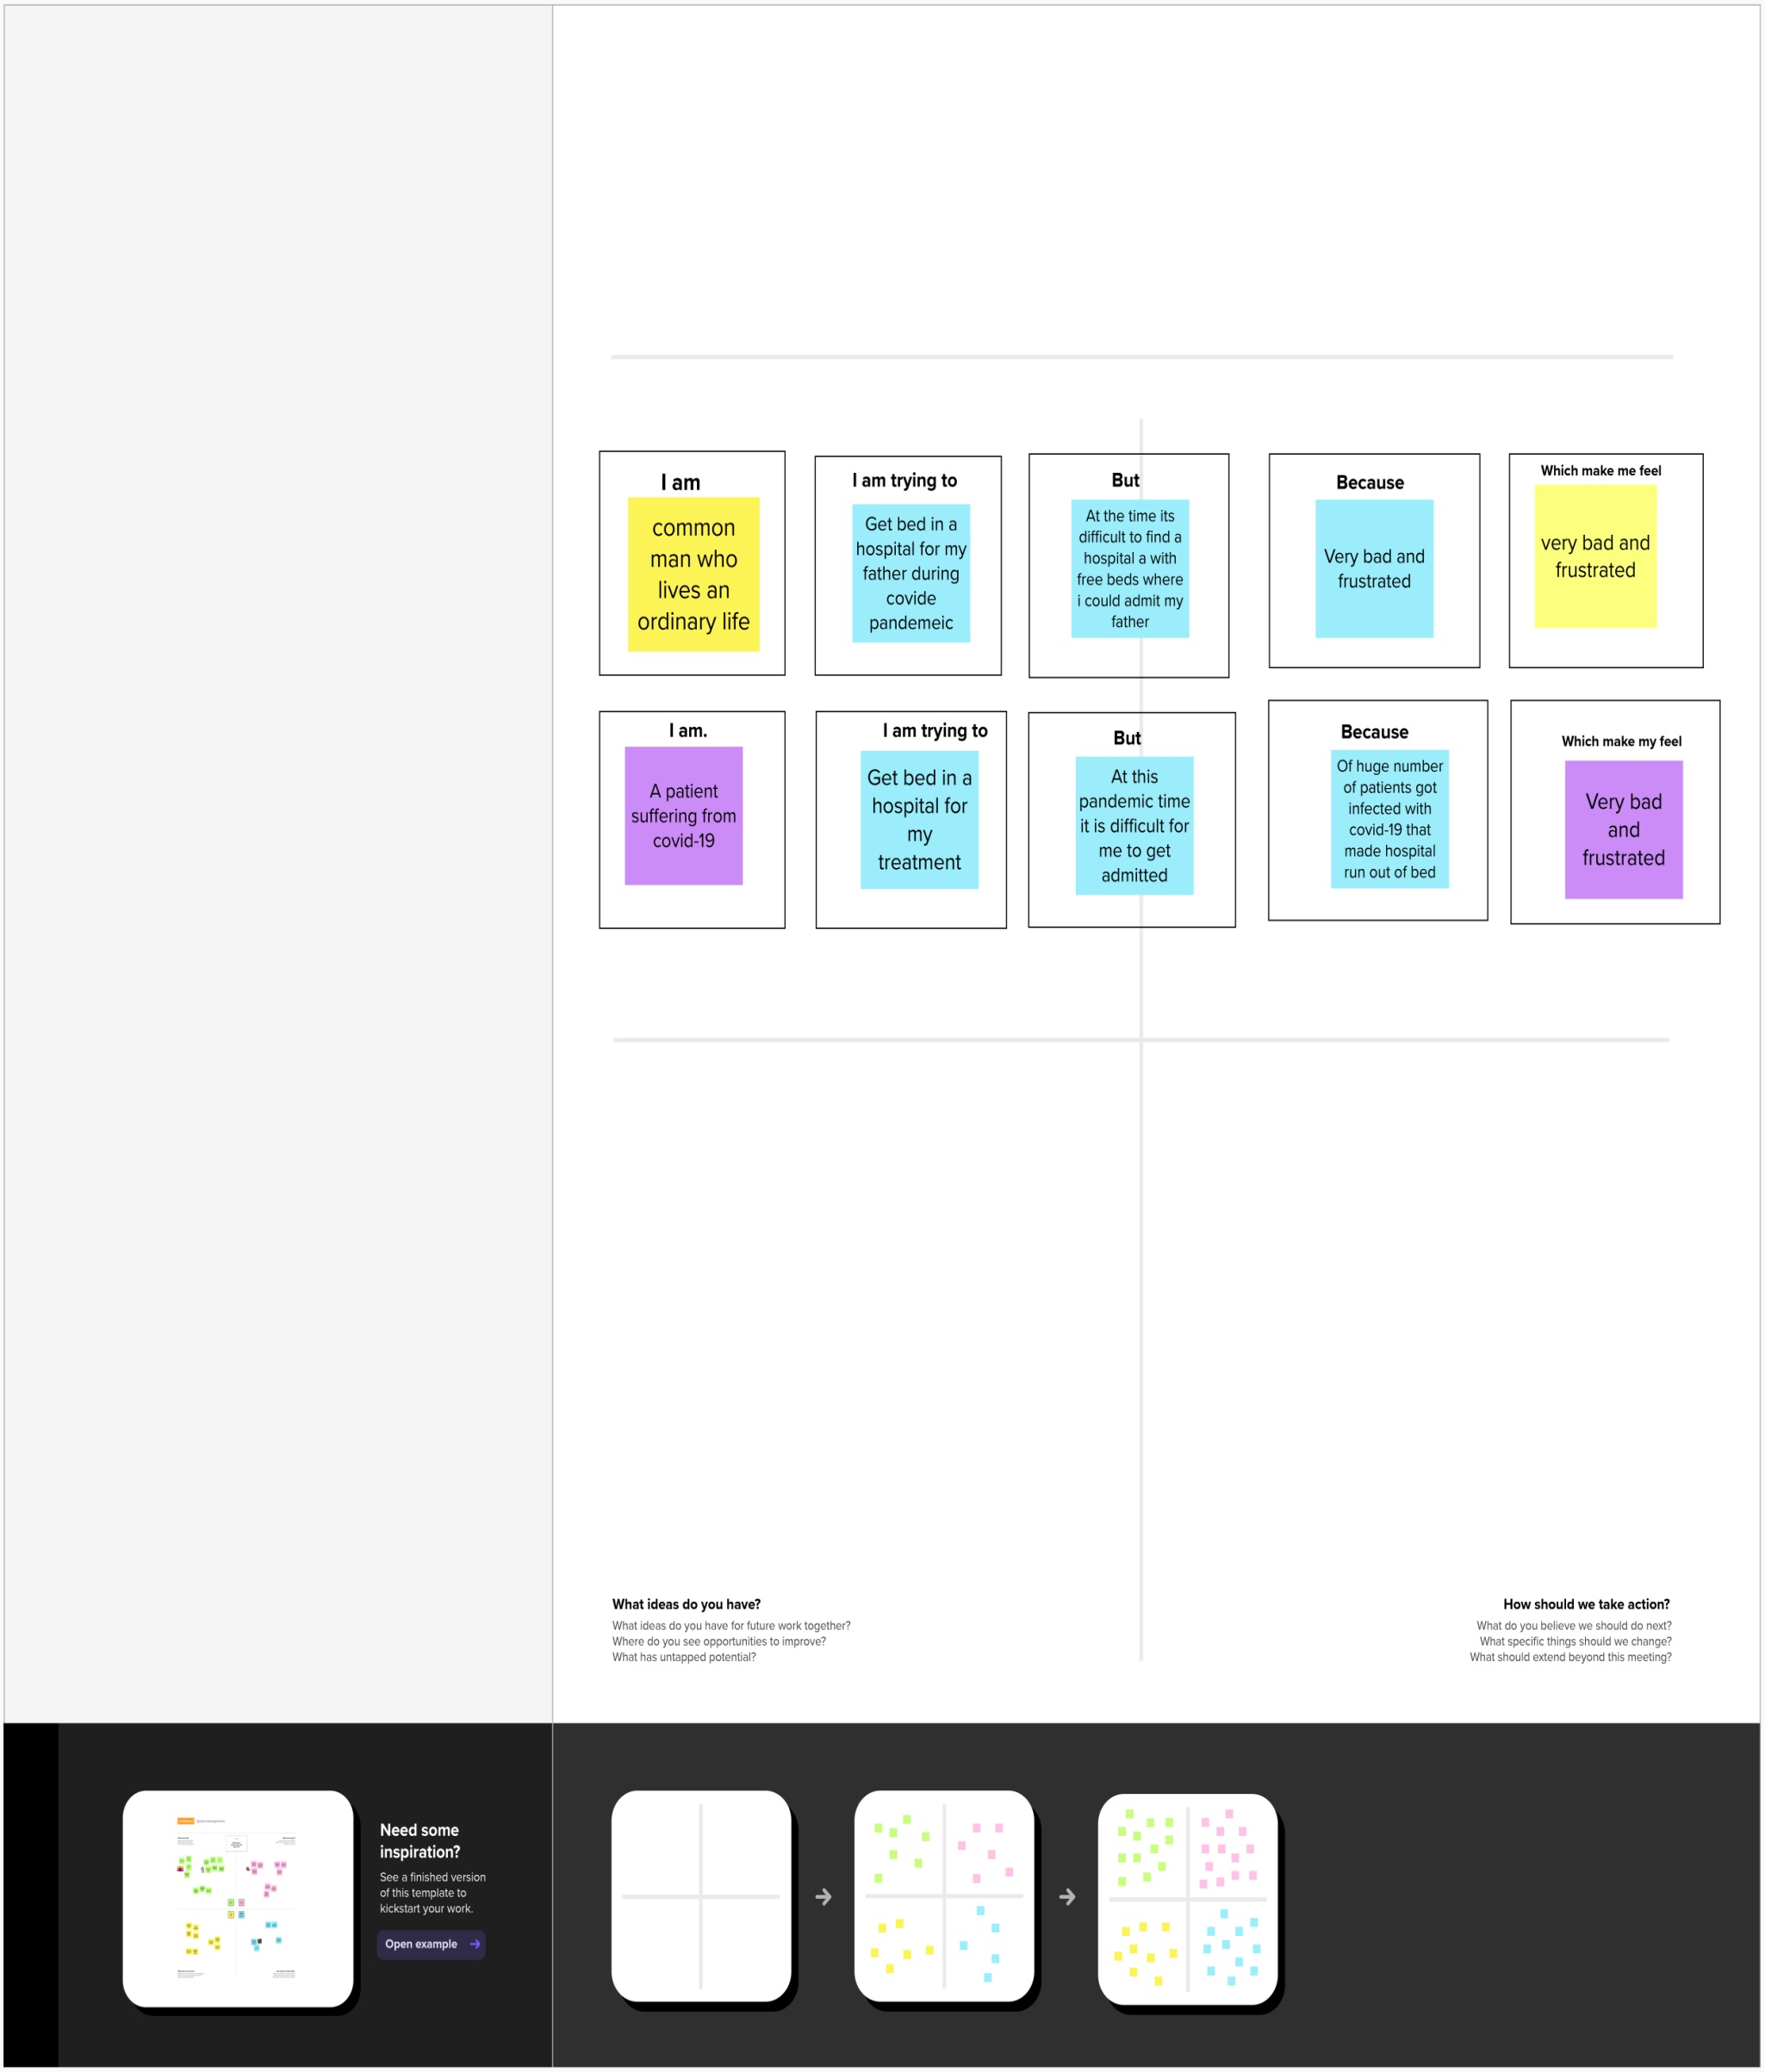 I am
common
man who
lives an
ordinary life
I am trying to
Get bed in a
hospital for my
father during
covide
pandemeic
But
At the time its
difficult to find a
hospital a with
free beds where
i could admit my
father
Because
Very bad and
frustrated
Which make me feel
very bad and
frustrated
I am.
A patient
suffering from
covid-19
I am trying to
Get bed in a
hospital for
my
treatment
But
At this
pandemic time
it is difficult for
me to get
admitted
Because
Of huge number
of patients got
infected with
covid-19 that
made hospital
run out of bed
Which make my feel
Very bad
and
frustrated
What ideas do you have?
What ideas do you have for future work together?
Where do you see opportunities to improve?
What has untapped potential?
How should we take action?
What do you believe we should do next?
What specific things should we change?
What should extend beyond this meeting?
Need some
inspiration?
See a finished version
of this template to
kickstart your work.
Open example